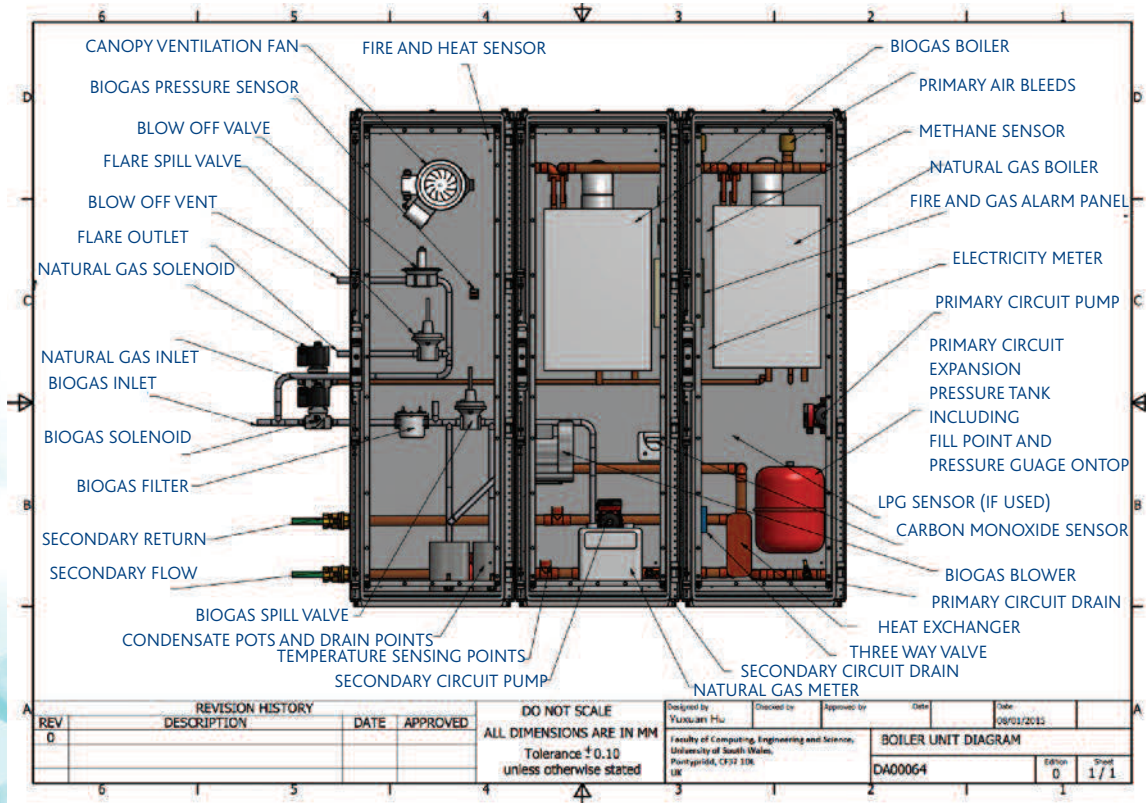 6 5 4 3 2 1
CANOPY VENTILATION FAN
FIRE AND HEAT SENSOR
BIOGAS BOILER
BIOGAS PRESSURE SENSOR
PRIMARY AIR BLEEDS
D
D
BLOW OFF VALVE
METHANE SENSOR
FLARE SPILL VALVE
NATURAL GAS BOILER
BLOW OFF VENT
FIRE AND GAS ALARM PANEL
FLARE OUTLET
NATURAL GAS SOLENOID
ELECTRICITY METER
C
C
PRIMARY CIRCUIT PUMP
NATURAL GAS INLET
BIOGAS INLET
PRIMARY CIRCUIT
EXPANSION
PRESSURE TANK
INCLUDING
FILL POINT AND
PRESSURE GUAGE ONTOP
BIOGAS SOLENOID
BIOGAS FILTER
B
B
LPG SENSOR (IF USED)
CARBON MONOXIDE SENSOR
SECONDARY RETURN
SECONDARY FLOW
BIOGAS BLOWER
PRIMARY CIRCUIT DRAIN
BIOGAS SPILL VALVE
HEAT EXCHANGER
CONDENSATE POTS AND DRAIN POINTS
THREE WAY VALVE
TEMPERATURE SENSING POINTS
SECONDARY CIRCUIT DRAIN
SECONDARY CIRCUIT PUMP
NATURAL GAS METER
A
A
REVISION HISTORY
REV DESCRIPTION DATE APPROVED
0
DO NOT SCALE
ALL DIMENSIONS ARE IN MM
Tolerance ± 0.10
unless otherwise stated
Designed by
Yuxuan Hu
Checked by
Approved by
Date
Date
08/01/2015
Faculty of Computing, Engineering and Science,
University of South Wales,
Pontypridd, CF37
UK
BOILER UNIT DIAGRAM
DA00064
Edition
0
Sheet
1 / 1
6 5 4 3 2 1